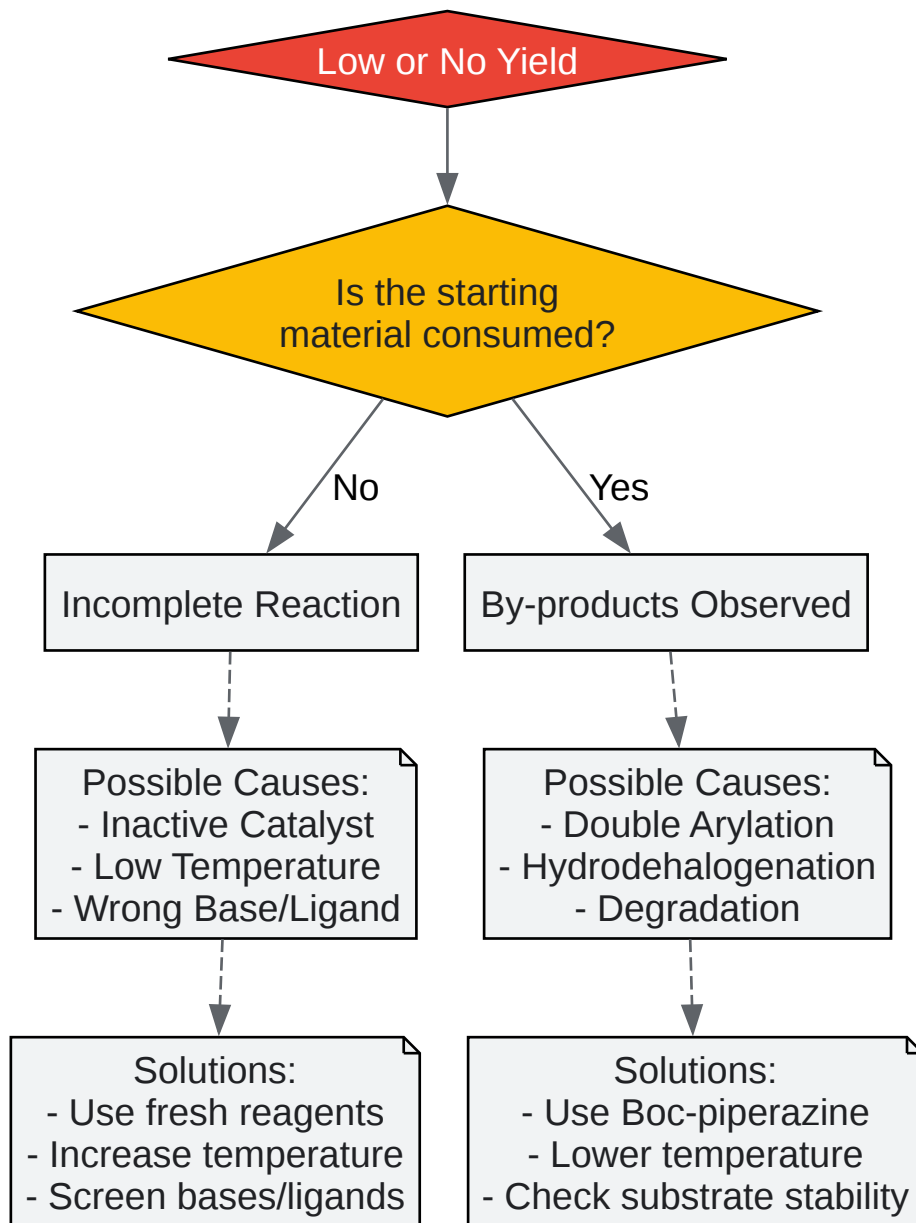 Low or No Yield
Is the starting
material consumed?
No
Yes
Incomplete Reaction
By-products Observed
Possible Causes:
- Inactive Catalyst
- Low Temperature
- Wrong Base/Ligand
Possible Causes:
- Double Arylation
- Hydrodehalogenation
- Degradation
Solutions:
- Use fresh reagents
- Increase temperature
- Screen bases/ligands
Solutions:
- Use Boc-piperazine
- Lower temperature
- Check substrate stability